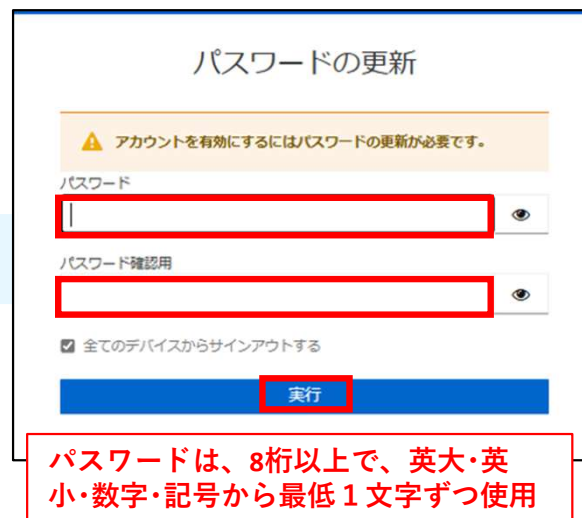 パスワードの更新
アカウントを有効にするにはパスワードの更新が必要です。
パスワード
パスワード確認用
全てのデバイスからサインアウトする
実行
パスワードは、8桁以上で、英大･英
小･数字･記号から最低１文字ずつ使用